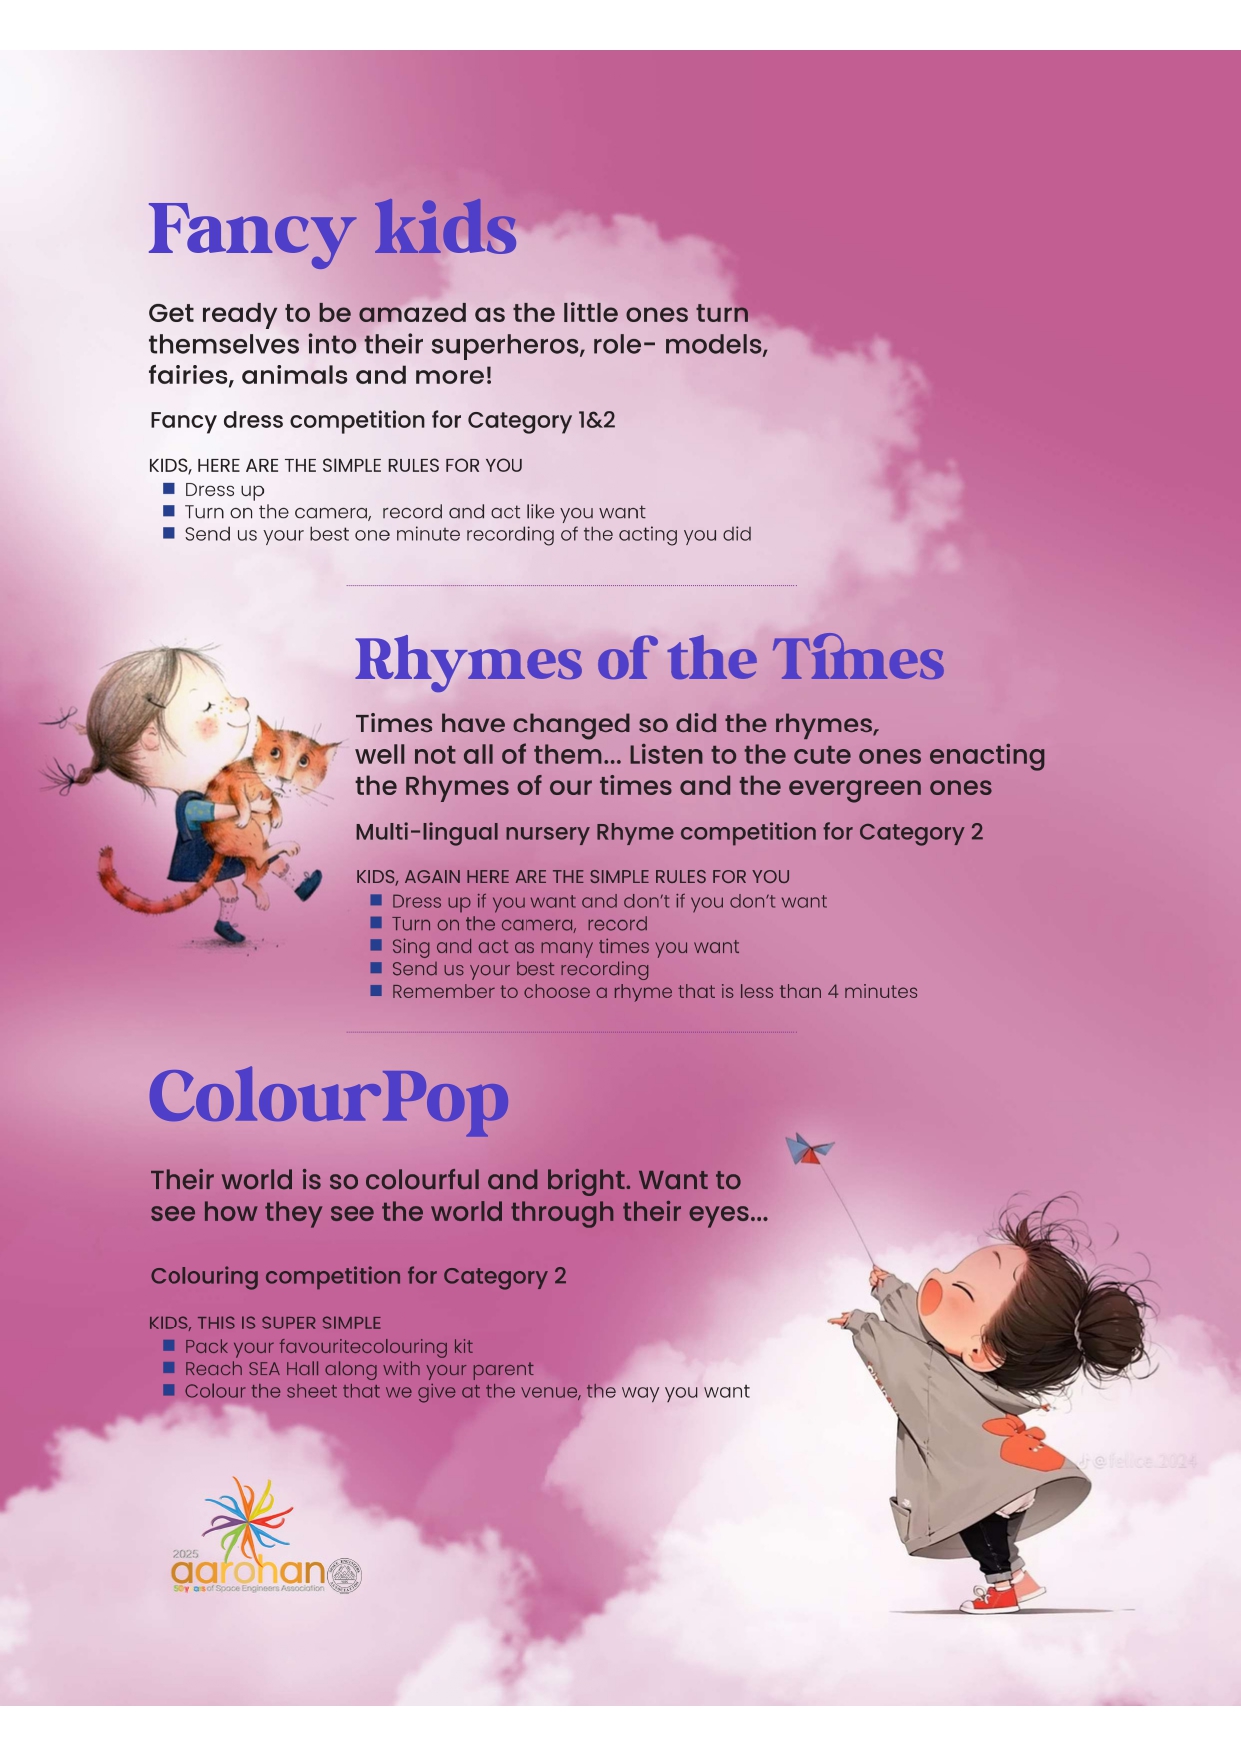 Fancy kids
Get ready to be amazed as the little ones turn
themselves into their superheros, role- models,
fairies, animals and more!
Fancy dress competition for Category 1&2
KIDS, HERE ARE THE SIMPLE RULES FOR YOU
Dress up
Turn on the camera, record and act like you want
Send us your best one minute recording of the acting you did
Rhymes of the Times
Times have changed so did the rhymes,
well not all of them... Listen to the cute ones enacting
the Rhymes of our times and the evergreen ones
Multi-lingual nursery Rhyme competition for Category 2
KIDS, AGAIN HERE ARE THE SIMPLE RULES FOR YOU
Dress up if you want and don't if you don't want
Turn on the camera, record
Sing and act as many times you want
Send us your best recording
Remember to choose a rhyme that is less than 4 minutes
ColourPop
Their world is so colourful and bright. Want to
see how they see the world through their eyes...
Colouring competition for Category 2
KIDS, THIS IS SUPER SIMPLE
Pack your favouritecolouring kit
Reach SEA Hall along with your parent
Colour the sheet that we give at the venue, the way you want
@felice.2024
2025
aarohan
of Space Engineers Association